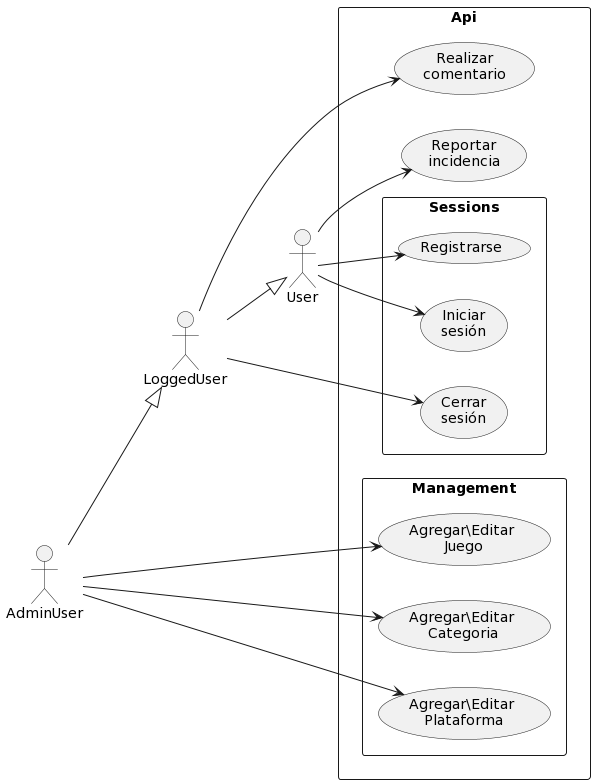 Api
Realizar
comentario
Reportar
incidencia
Sessions
Registrarse
User
Iniciar
sesión
LoggedUser
Cerrar
sesión
Management
Agregar\Editar
Juego
AdminUser
Agregar\Editar
Categoria
Agregar\Editar
Plataforma